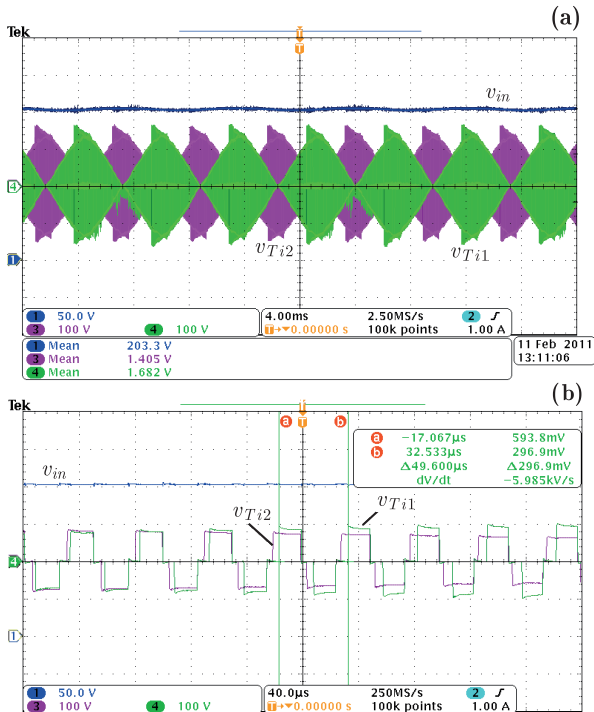 (a)
Tek
T
T
v_in
4
v_Ti2
v_Ti1
1
1 50.0 V
3 100 V 4 100 V
4.00ms 2.50MS/s 2 ∫
T→▼0.00000 s 100k points 1.00 A
1 Mean 203.3 V
3 Mean 1.405 V
4 Mean 1.682 V
11 Feb 2011
13:11:06
(b)
Tek
T
a T b
a −17.067µs 593.8mV
b 32.533µs 296.9mV
Δ49.600µs Δ296.9mV
dV/dt −5.985kV/s
v_in
v_Ti2
v_Ti1
4
1
1 50.0 V
3 100 V 4 100 V
40.0µs 250MS/s 2 ∫
T→▼0.00000 s 100k points 1.00 A